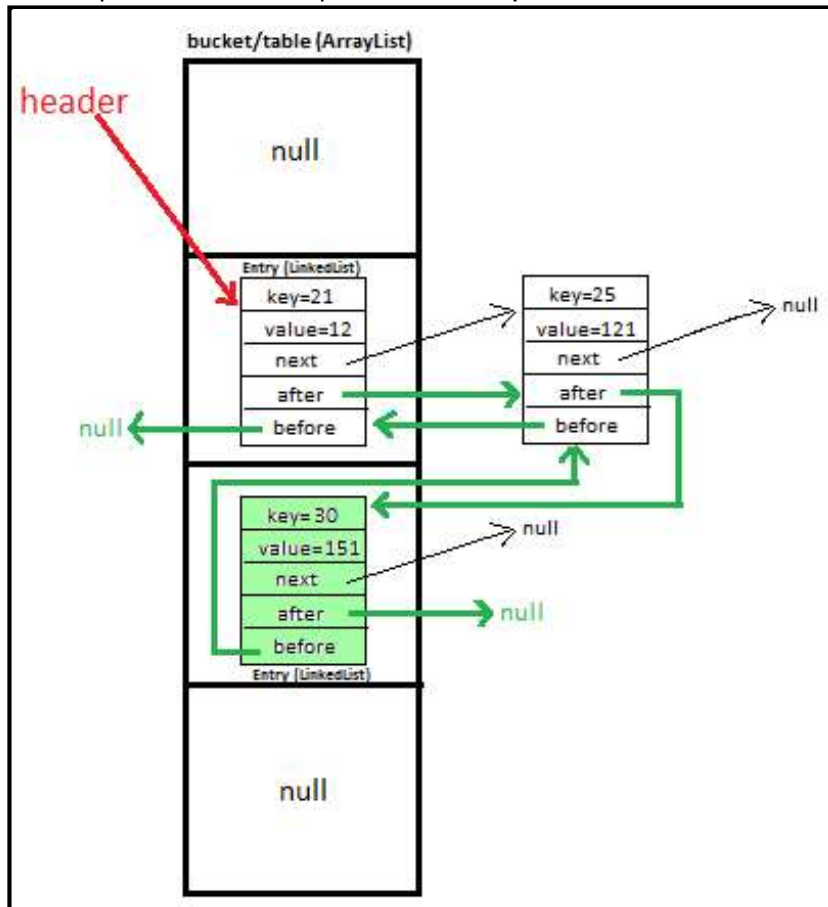 bucket/table (ArrayList)
header
null
Entry (LinkedList)
key=21
value=12
next
after
before
null
key=25
value=121
next
after
before
null
key= 30
value=151
next
after
before
Entry (LinkedList)
null
null
null